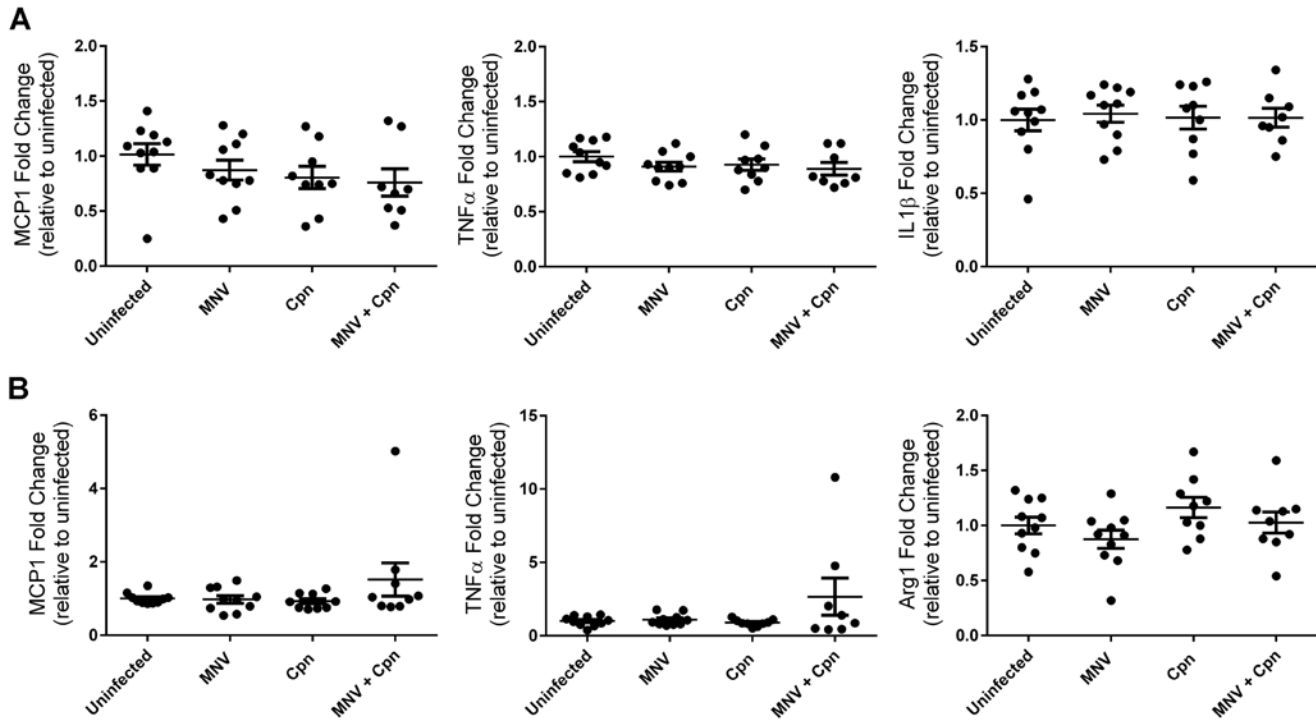 A
MCP1 Fold Change
(relative to uninfected)
2.0
1.5
1.0
0.5
0.0
Uninfected
MNV
Cpn
MNV + Cpn
TNFα Fold Change
(relative to uninfected)
2.0
1.5
1.0
0.5
0.0
Uninfected
MNV
Cpn
MNV + Cpn
IL1β Fold Change
(relative to uninfected)
1.5
1.0
0.5
0.0
Uninfected
MNV
Cpn
MNV + Cpn
B
MCP1 Fold Change
(relative to uninfected)
6
4
2
0
Uninfected
MNV
Cpn
MNV + Cpn
TNFα Fold Change
(relative to uninfected)
15
10
5
0
Uninfected
MNV
Cpn
MNV + Cpn
Arg1 Fold Change
(relative to uninfected)
2.0
1.5
1.0
0.5
0.0
Uninfected
MNV
Cpn
MNV + Cpn